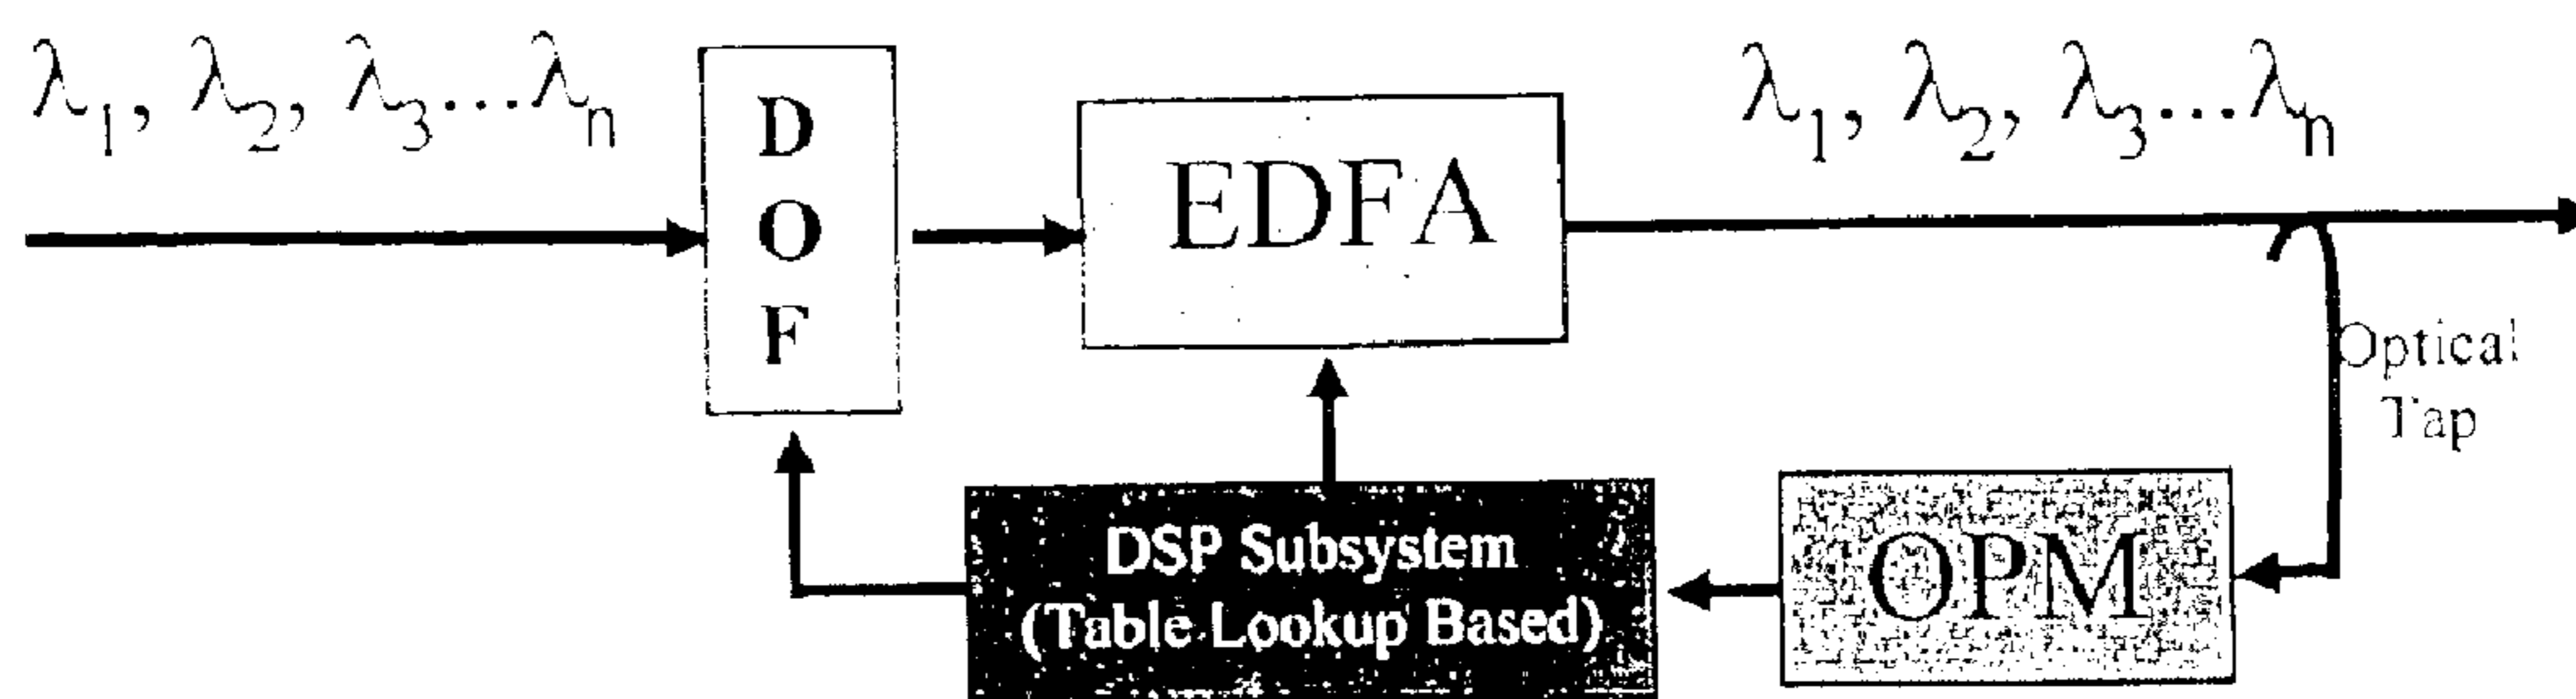 λ1, λ2, λ3...λn
λ1, λ2, λ3...λn
D
O
F
EDFA
Optical
Tap
DSP Subsystem
(Table Lookup Based)
OPM